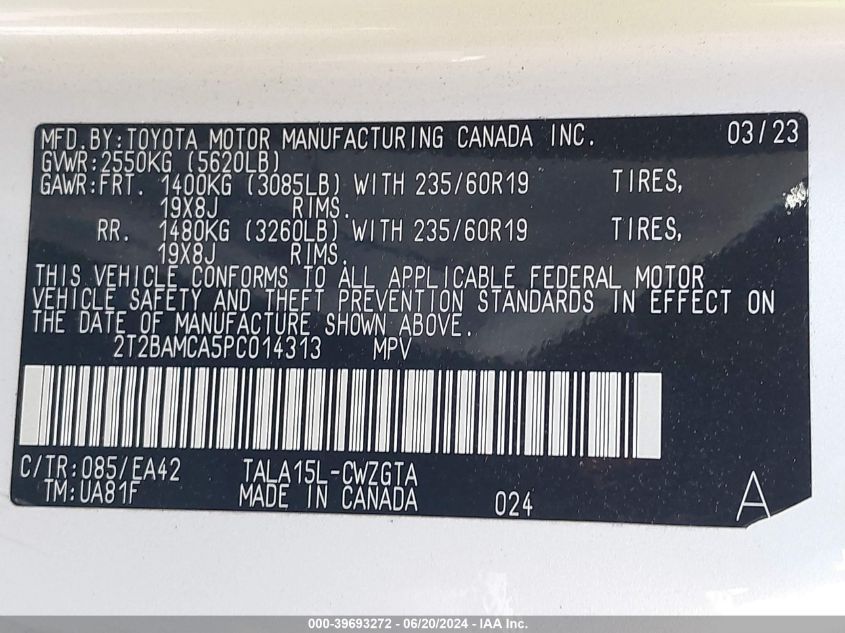 MFD.BY:TOYOTA MOTOR MANUFACTURING CANADA INC. 03/23
GVWR:2550KG (5620LB)
GAWR:FRT. 1400KG (3085LB) WITH 235/60R19 TIRES,
19X8J RIMS.
RR. 1480KG (3260LB) WITH 235/60R19 TIRES,
19X8J RIMS.
THIS VEHICLE CONFORMS TO ALL APPLICABLE FEDERAL MOTOR
VEHICLE SAFETY AND THEFT PREVENTION STANDARDS IN EFFECT ON
THE DATE OF MANUFACTURE SHOWN ABOVE.
2T2BAMCA5PC014313 MPV
C/TR:085/EA42 TALA15L-CWZGTA
TM:UA81F MADE IN CANADA 024 A
000-39693272 - 06/20/2024 - IAA Inc.